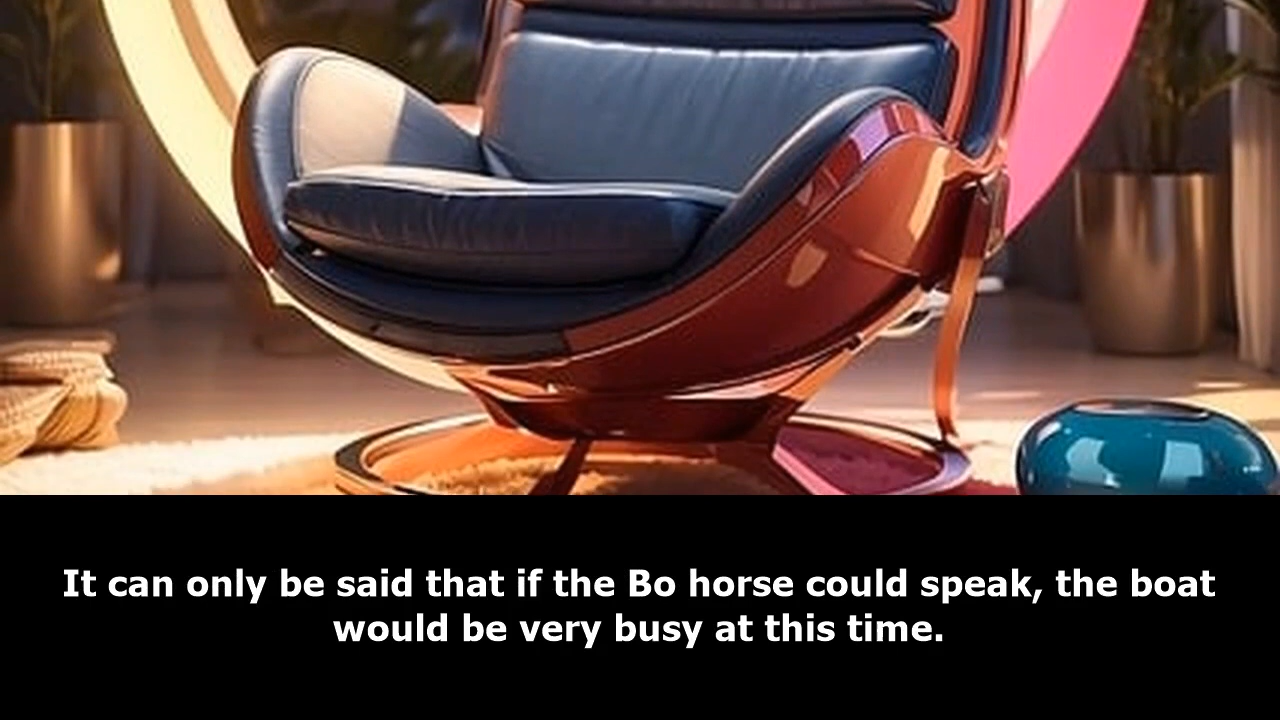 It can only be said that if the Bo horse could speak, the boat
would be very busy at this time.